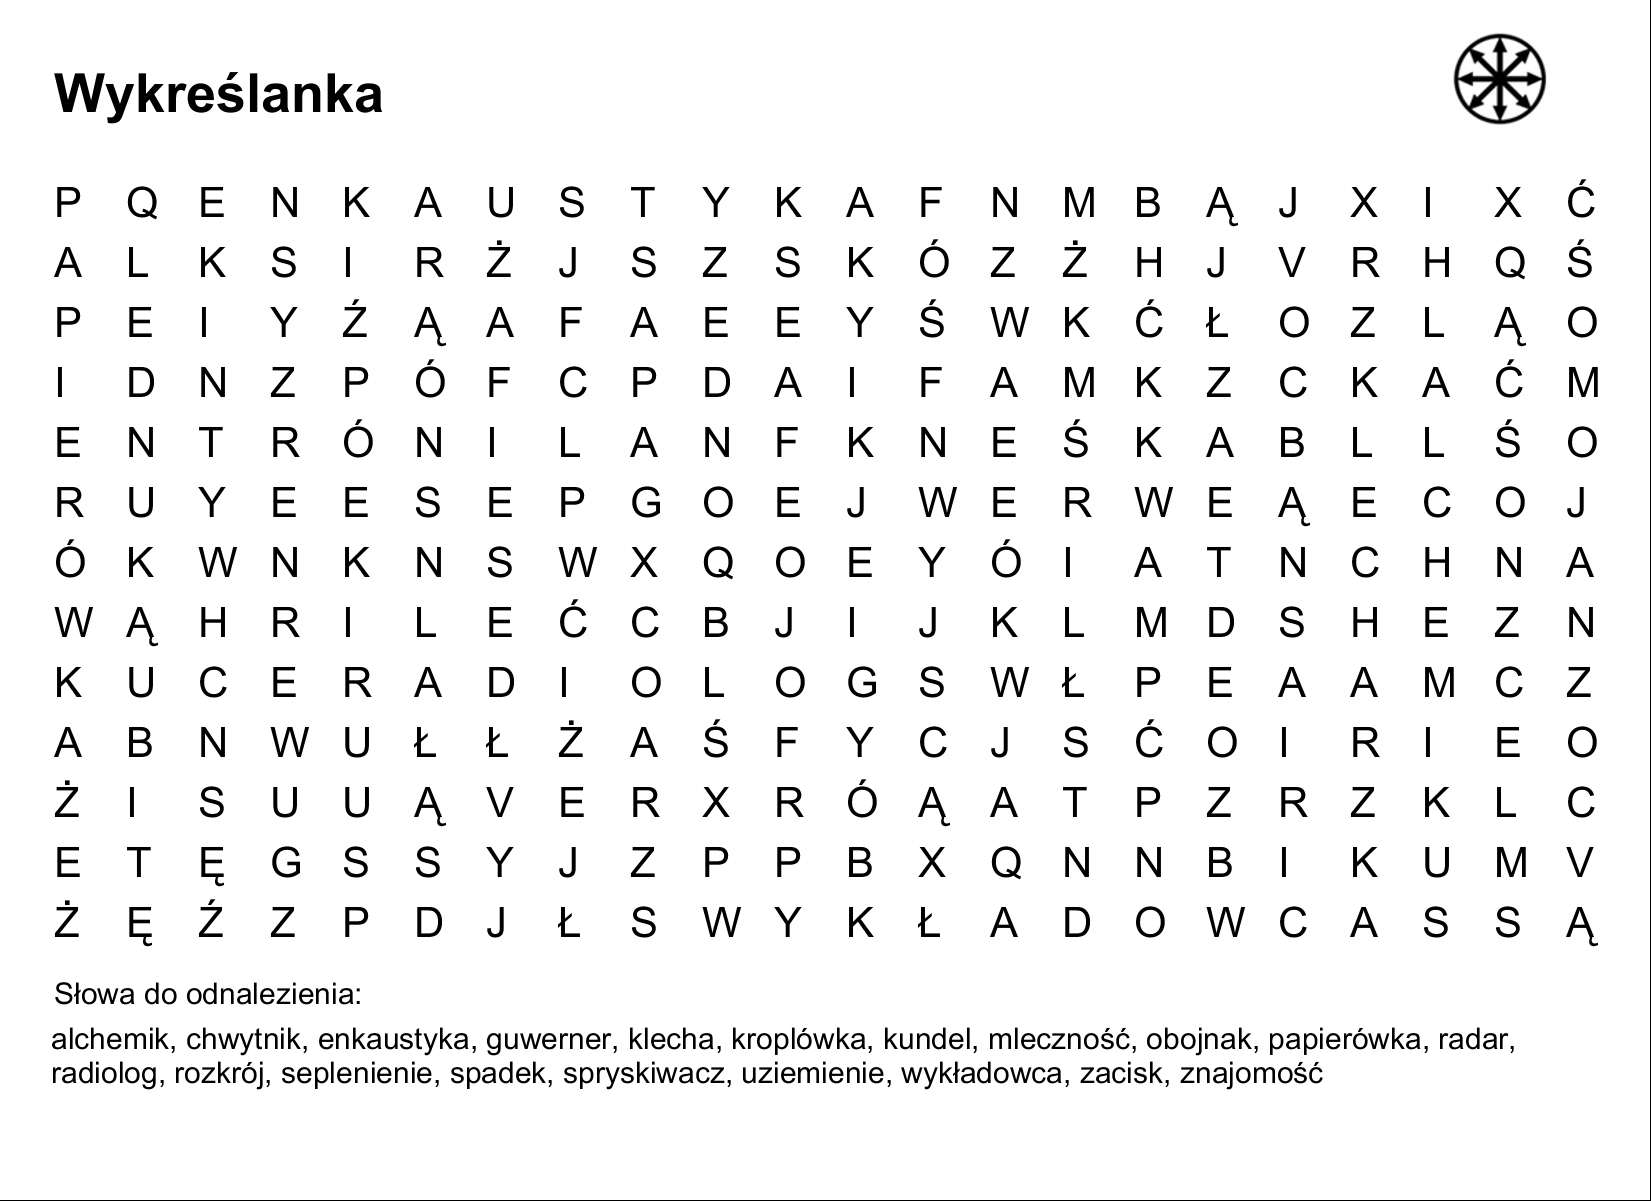 Wykreślanka
P Q E N K A U S T Y K A F N M B Ą J X I X Ć
A L K S I R Ż J S Z S K Ó Z Ż H J V R H Q Ś
P E I Y Ź Ą A F A E E Y Ś W K Ć Ł O Z L Ą O
I D N Z P Ó F C P D A I F A M K Z C K A Ć M
E N T R Ó N I L A N F K N E Ś K A B L L Ś O
R U Y E E S E P G O E J W E R W E Ą E C O J
Ó K W N K N S W X Q O E Y Ó I A T N C H N A
W Ą H R I L E Ć C B J I J K L M D S H E Z N
K U C E R A D I O L O G S W Ł P E A A M C Z
A B N W U Ł Ł Ż A Ś F Y C J S Ć O I R I E O
Ż I S U U Ą V E R X R Ó Ą A T P Z R Z K L C
E T Ę G S S Y J Z P P B X Q N N B I K U M V
Ż Ę Ź Z P D J Ł S W Y K Ł A D O W C A S S Ą
Słowa do odnalezienia:
alchemik, chwytnik, enkaustyka, guwerner, klecha, kroplówka, kundel, mleczność, obojnak, papierówka, radar,
radiolog, rozkrój, seplenienie, spadek, spryskiwacz, uziemienie, wykładowca, zacisk, znajomość